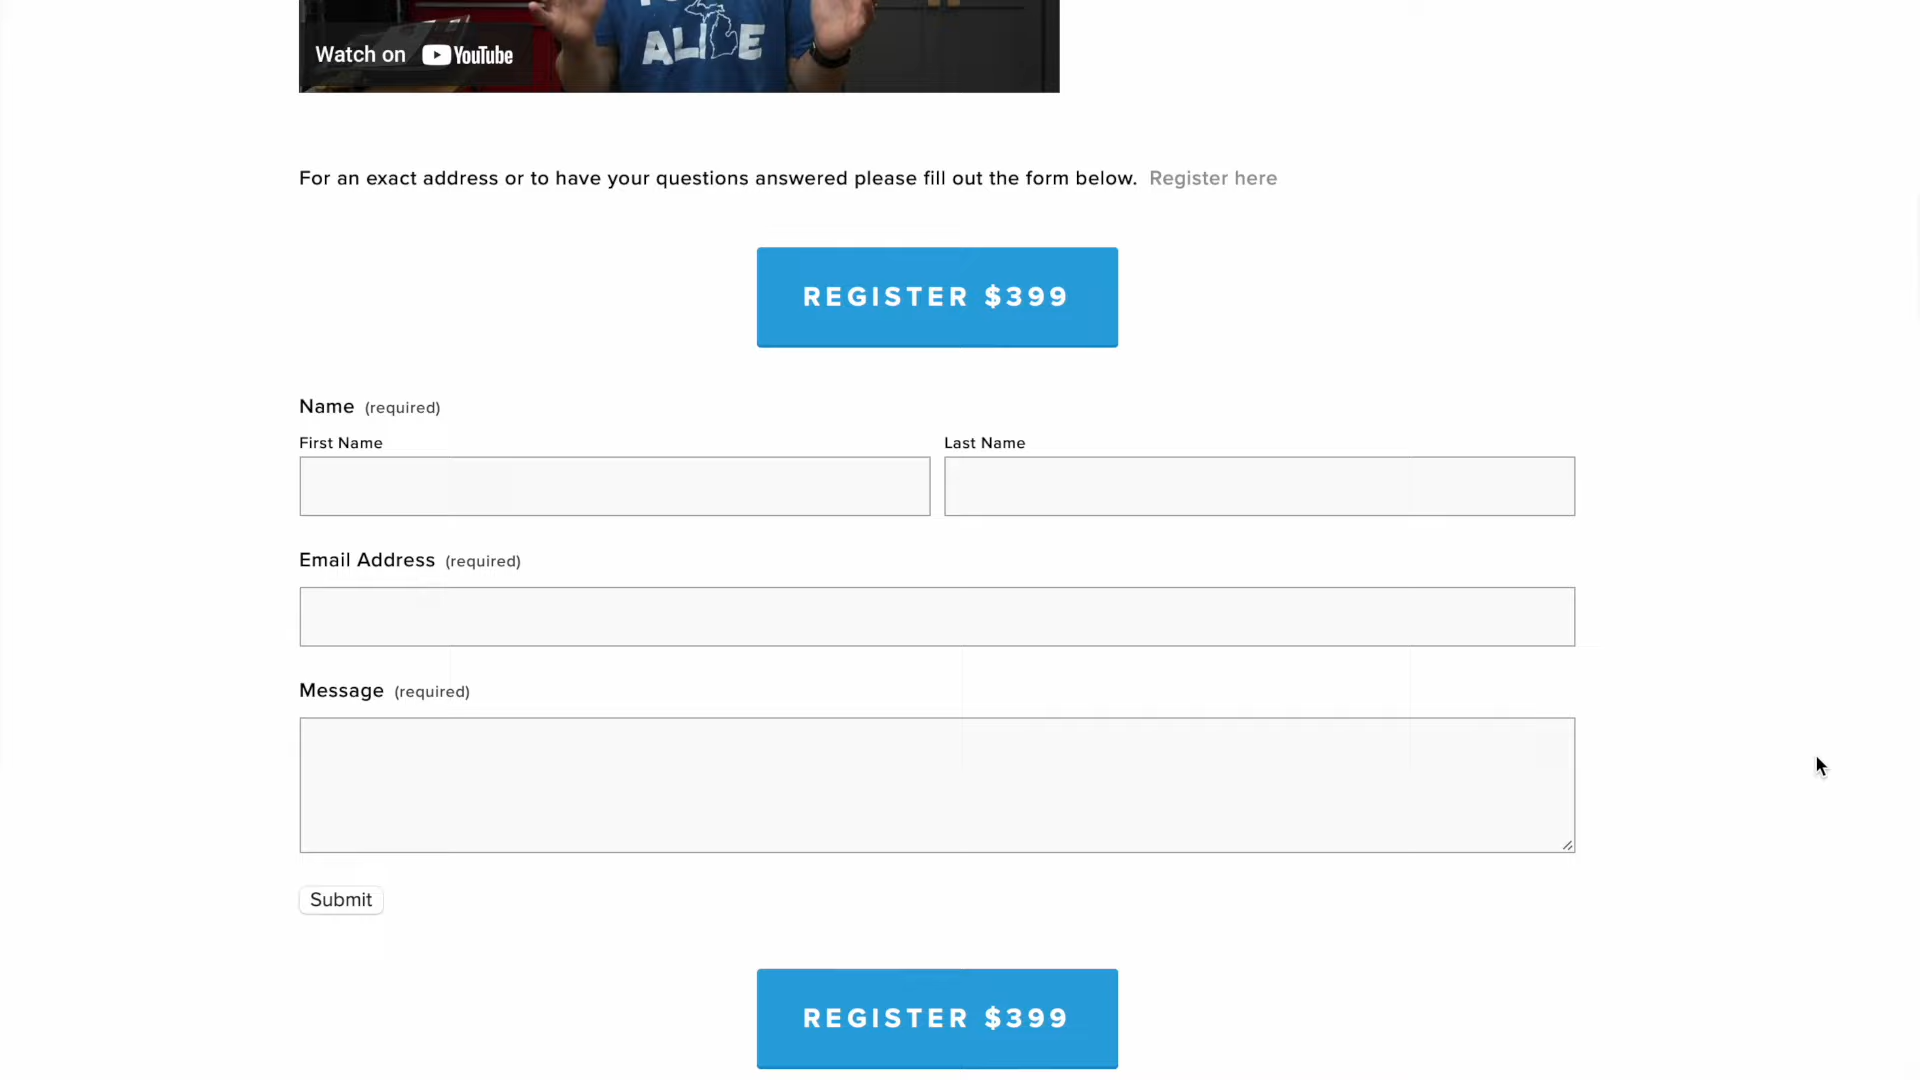 ALIVE
Watch on YouTube
For an exact address or to have your questions answered please fill out the form below. Register here
REGISTER $399
Name (required)
First Name
Last Name
Email Address (required)
Message (required)
Submit
REGISTER $399